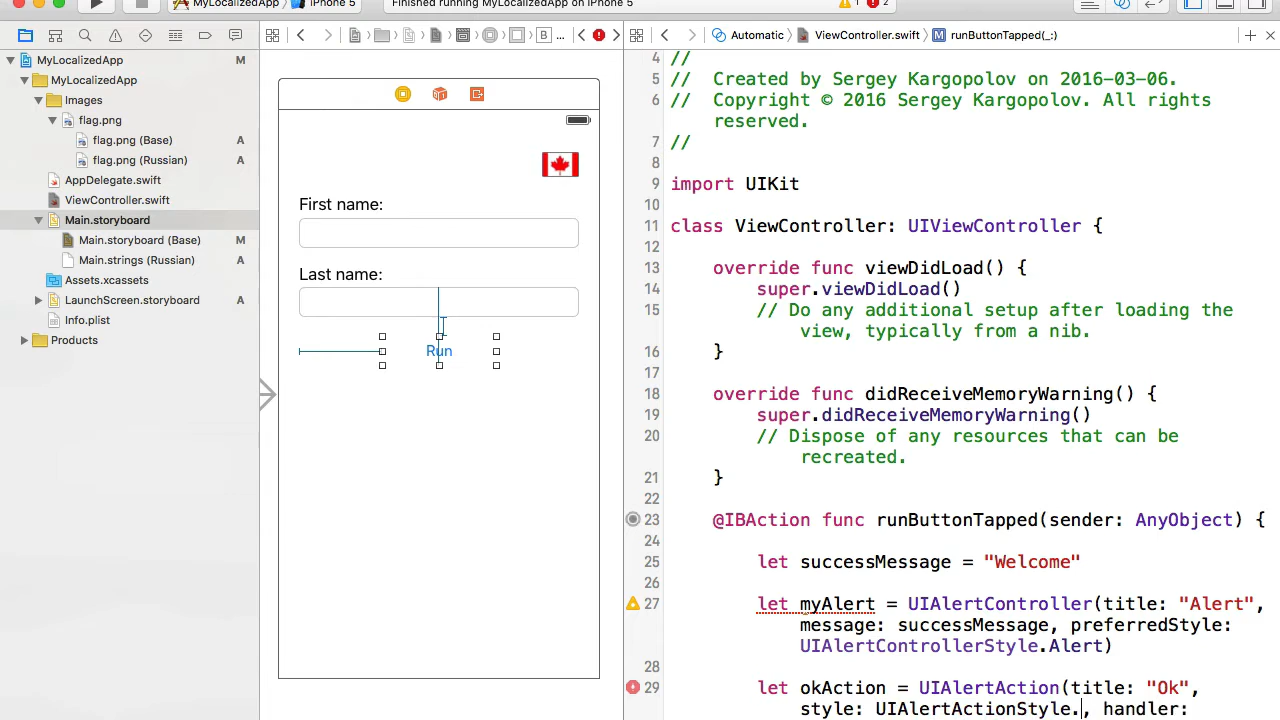 MyLocalizedApp
iPhone 5
Finished running MyLocalizedApp on iPhone 5
1
2
B
...
Automatic
ViewController.swift
M runButtonTapped(_:)
MyLocalizedApp M
MyLocalizedApp
Images
flag.png
flag.png (Base) A
flag.png (Russian) A
AppDelegate.swift
ViewController.swift
Main.storyboard
Main.storyboard (Base) M
Main.strings (Russian) A
Assets.xcassets
LaunchScreen.storyboard A
Info.plist
Products
First name:
Last name:
Run
4 //
5 // Created by Sergey Kargopolov on 2016-03-06.
6 // Copyright © 2016 Sergey Kargopolov. All rights
reserved.
7 //
8
9 import UIKit
10
11 class ViewController: UIViewController {
12
13 override func viewDidLoad() {
14 super.viewDidLoad()
15 // Do any additional setup after loading the
view, typically from a nib.
16 }
17
18 override func didReceiveMemoryWarning() {
19 super.didReceiveMemoryWarning()
20 // Dispose of any resources that can be
recreated.
21 }
22
23 @IBAction func runButtonTapped(sender: AnyObject) {
24
25 let successMessage = "Welcome"
26
27 let myAlert = UIAlertController(title: "Alert",
message: successMessage, preferredStyle:
UIAlertControllerStyle.Alert)
28
29 let okAction = UIAlertAction(title: "Ok",
style: UIAlertActionStyle., handler: